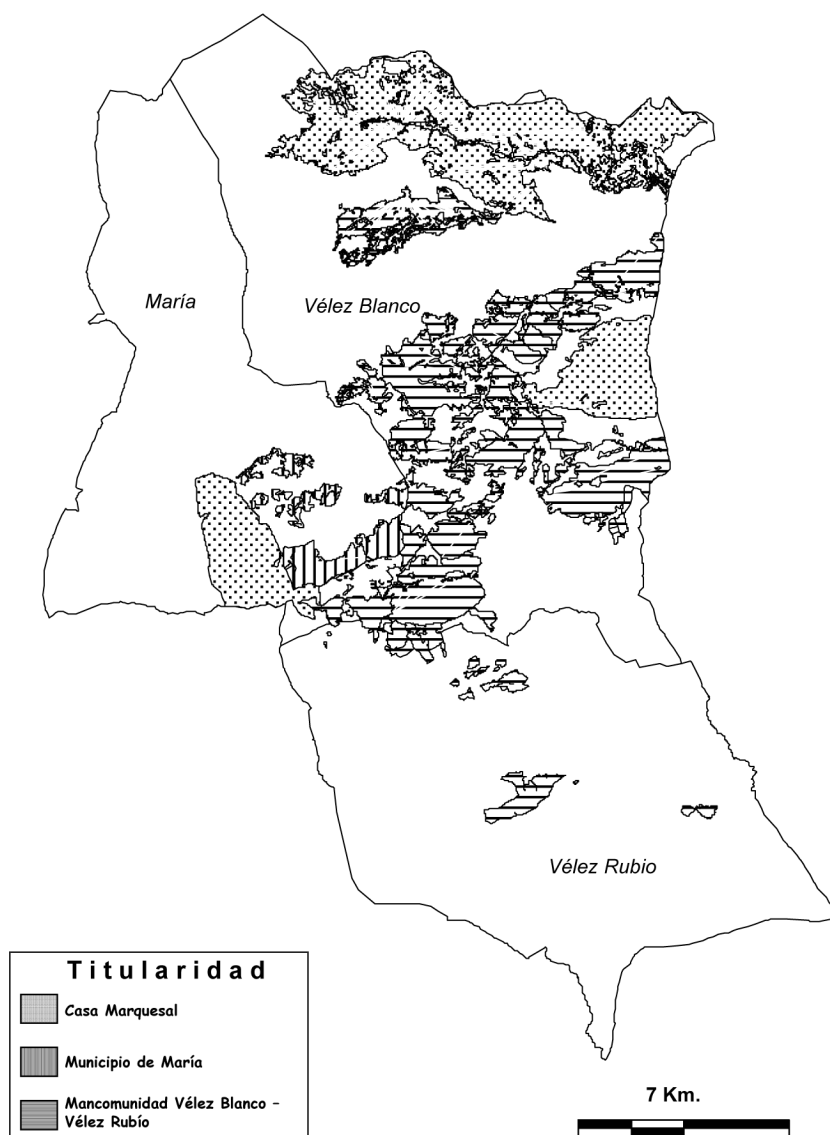 María
Vélez Blanco
Vélez Rubio
Titularidad
Casa Marquesal
Municipio de María
Mancomunidad Vélez Blanco -
Vélez Rubío
7 Km.